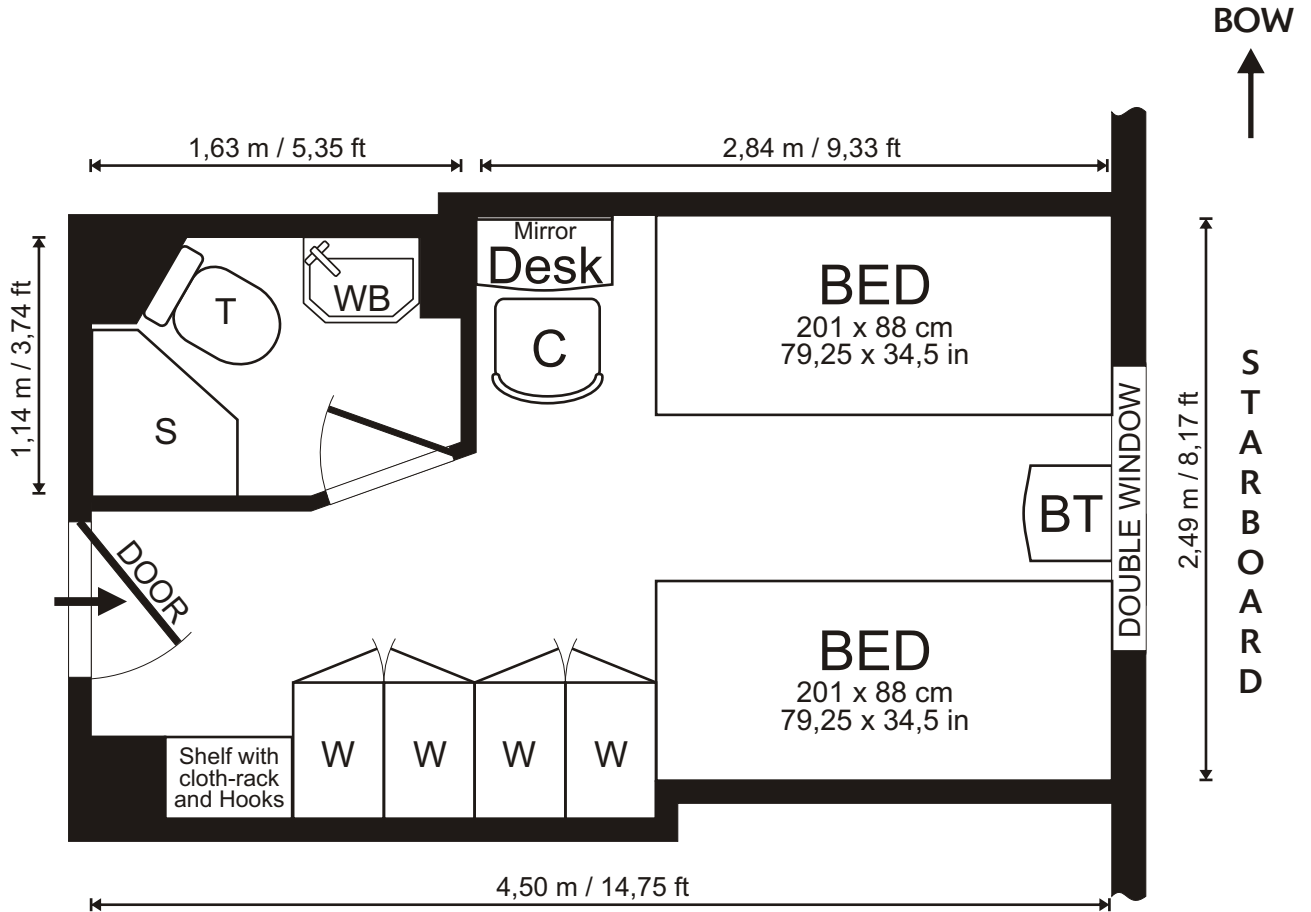 BOW
1,63 m / 5,35 ft
2,84 m / 9,33 ft
1,14 m / 3,74 ft
T
WB
S
Mirror
Desk
C
BED
201 x 88 cm
79,25 x 34,5 in
DOUBLE WINDOW
2,49 m / 8,17 ft
STARBOARD
BT
DOOR
BED
201 x 88 cm
79,25 x 34,5 in
Shelf with
cloth-rack
and Hooks
W W W W
4,50 m / 14,75 ft